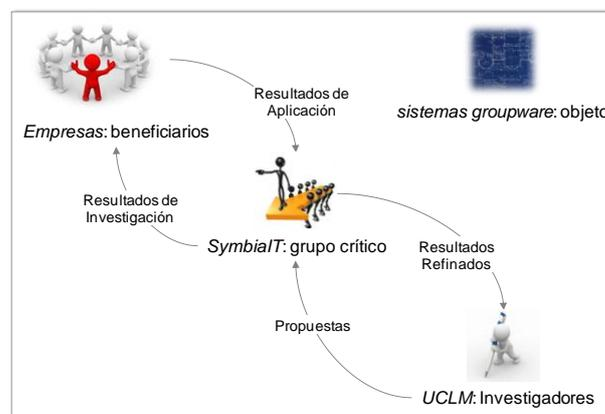 Resultados de
Aplicación
Empresas: beneficiarios
sistemas groupware: objeto
Resultados de
Investigación
SymbiaIT: grupo crítico
Resultados
Refinados
Propuestas
UCLM: Investigadores